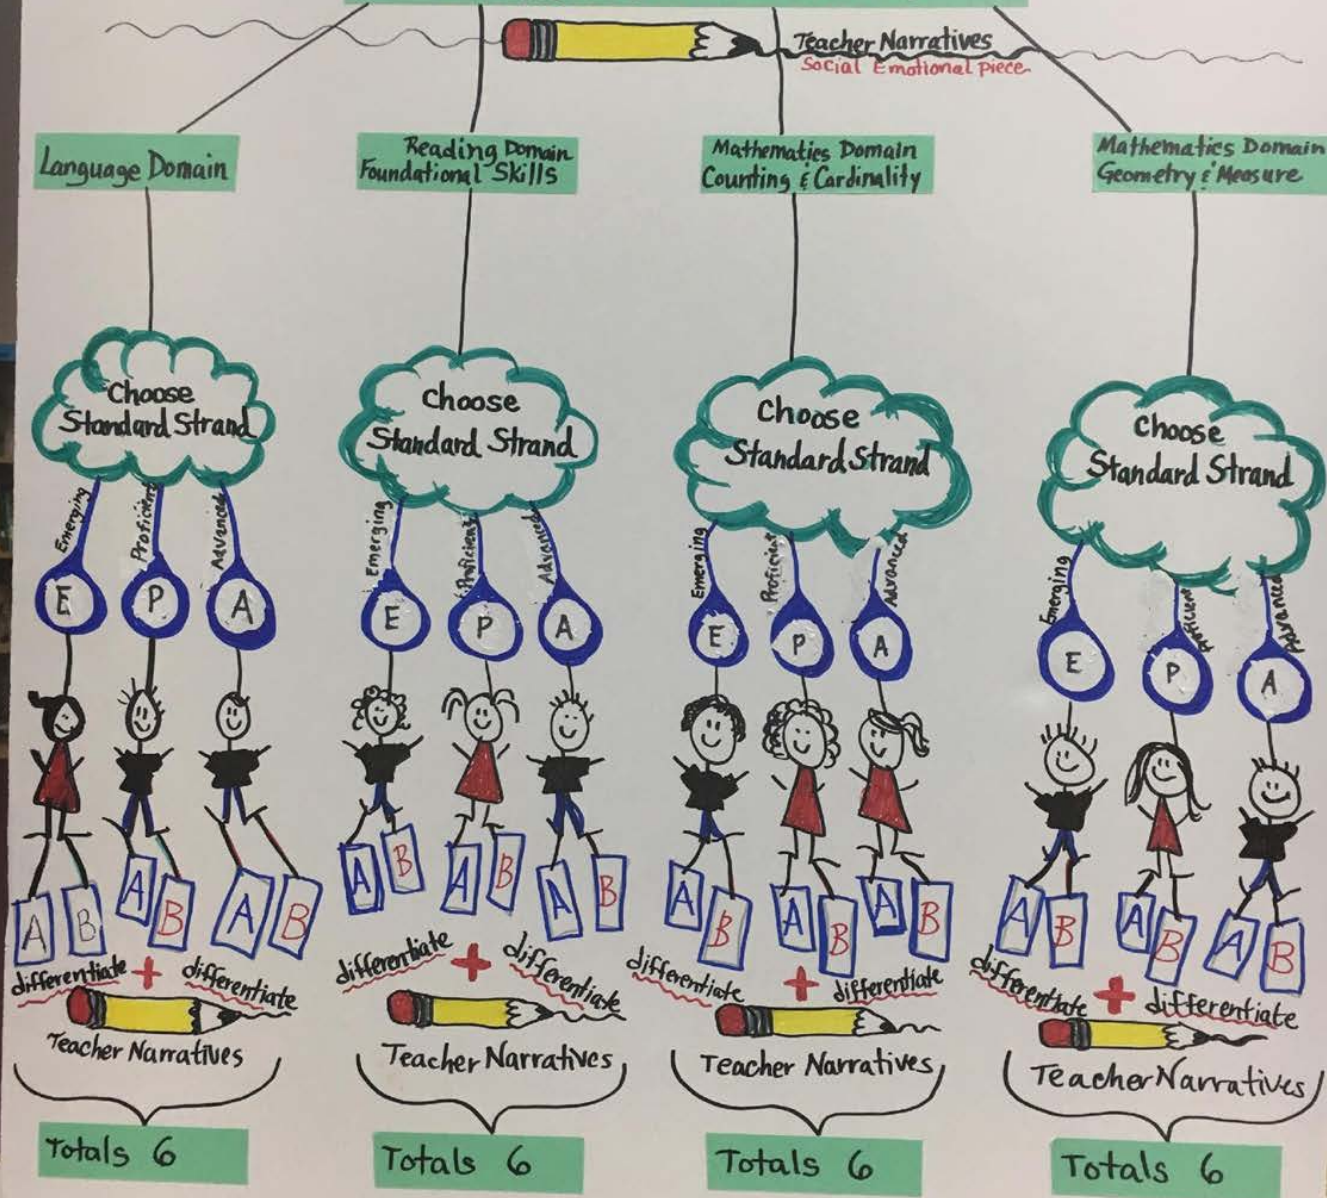 Teacher Narratives
Social Emotional piece
Language Domain
Reading Domain
Foundational Skills
Mathematics Domain
Counting & Cardinality
Mathematics Domain
Geometry & Measure
Choose
Standard Strand
Choose
Standard Strand
Choose
Standard Strand
Choose
Standard Strand
Emerging
Proficient
Advanced
Emerging
Proficient
Advanced
Emerging
Proficient
Advanced
Emerging
Advanced
E P A
E P A
E P A
E P A
A B A B A B
A B A B A B
A B A B A B
A B A B A B
differentiate + differentiate
differentiate + differentiate
differentiate + differentiate
differentiate + differentiate
Teacher Narratives
Teacher Narratives
Teacher Narratives
Teacher Narratives
Totals 6
Totals 6
Totals 6
Totals 6